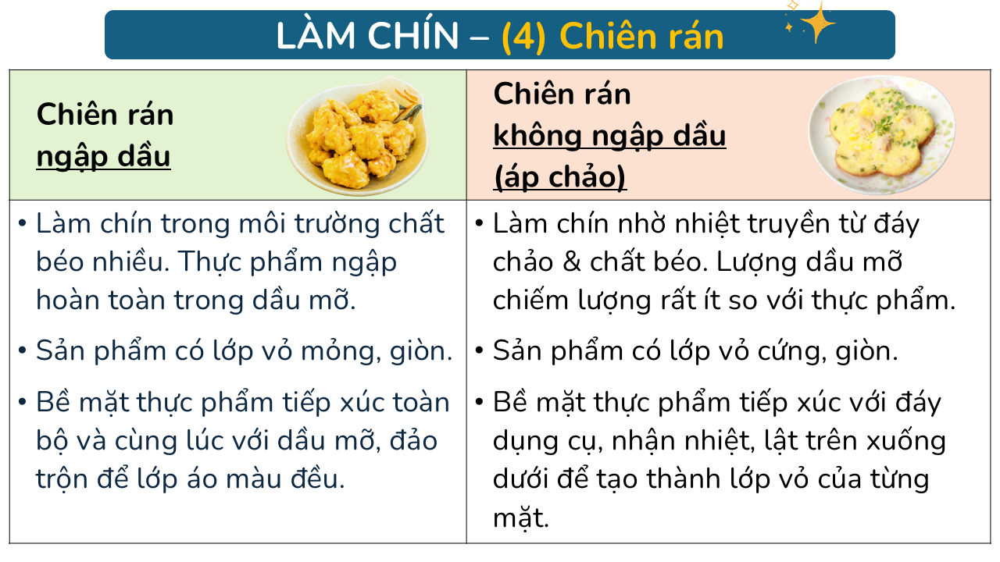 LÀM CHÍN – (4) Chiên rán
Chiên rán
ngập dầu
Chiên rán
không ngập dầu
(áp chảo)
• Làm chín trong môi trường chất
béo nhiều. Thực phẩm ngập
hoàn toàn trong dầu mỡ.
• Sản phẩm có lớp vỏ mỏng, giòn.
• Bề mặt thực phẩm tiếp xúc toàn
bộ và cùng lúc với dầu mỡ, đảo
trộn để lớp áo màu đều.
• Làm chín nhờ nhiệt truyền từ đáy
chảo & chất béo. Lượng dầu mỡ
chiếm lượng rất ít so với thực phẩm.
• Sản phẩm có lớp vỏ cứng, giòn.
• Bề mặt thực phẩm tiếp xúc với đáy
dụng cụ, nhận nhiệt, lật trên xuống
dưới để tạo thành lớp vỏ của từng
mặt.